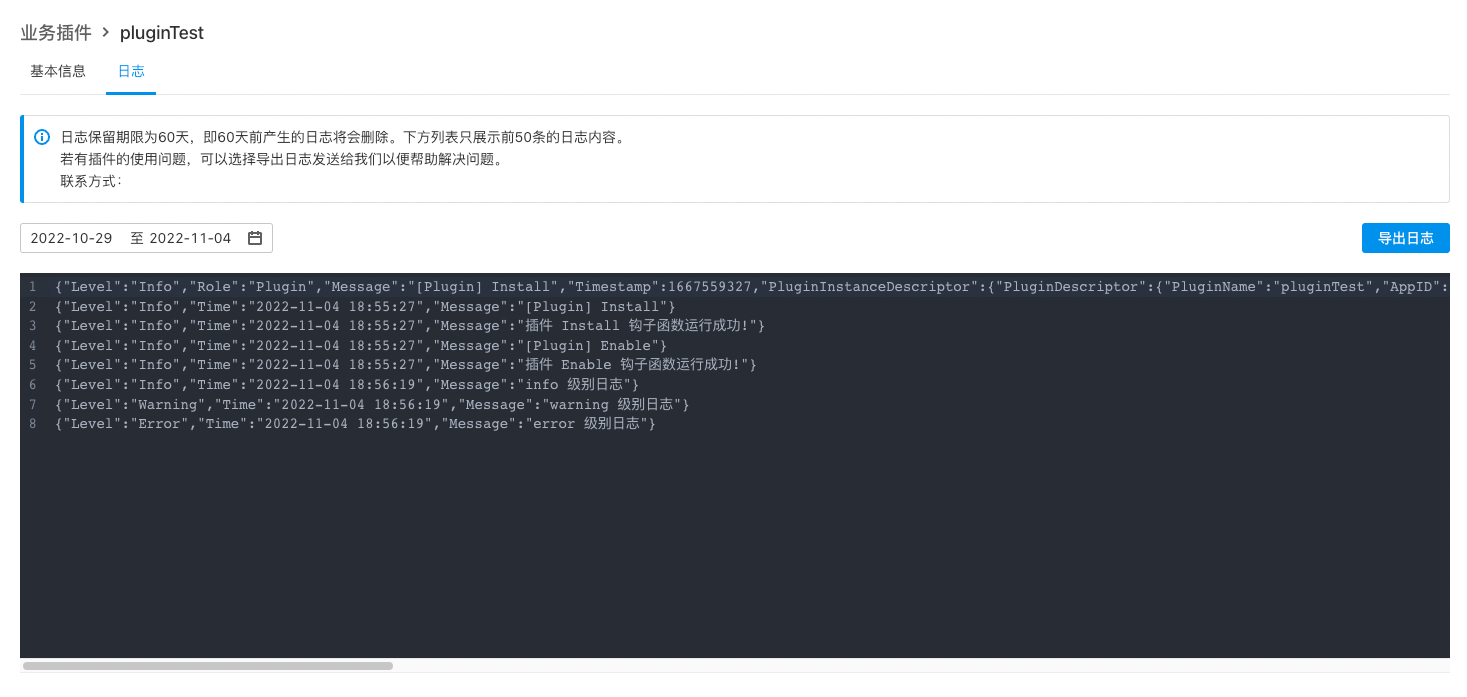 业务插件 > pluginTest
基本信息 日志
日志保留期限为60天，即60天前产生的日志将会删除。下方列表只展示前50条的日志内容。
若有插件的使用问题，可以选择导出日志发送给我们以便帮助解决问题。
联系方式：
2022-10-29 至 2022-11-04 导出日志
1 {"Level":"Info","Role":"Plugin","Message":"[Plugin] Install","Timestamp":1667559327,"PluginInstanceDescriptor":{"PluginDescriptor":{"PluginName":"pluginTest","AppID":
2 {"Level":"Info","Time":"2022-11-04 18:55:27","Message":"[Plugin] Install"}
3 {"Level":"Info","Time":"2022-11-04 18:55:27","Message":"插件 Install 钩子函数运行成功!"}
4 {"Level":"Info","Time":"2022-11-04 18:55:27","Message":"[Plugin] Enable"}
5 {"Level":"Info","Time":"2022-11-04 18:55:27","Message":"插件 Enable 钩子函数运行成功!"}
6 {"Level":"Info","Time":"2022-11-04 18:56:19","Message":"info 级别日志"}
7 {"Level":"Warning","Time":"2022-11-04 18:56:19","Message":"warning 级别日志"}
8 {"Level":"Error","Time":"2022-11-04 18:56:19","Message":"error 级别日志"}